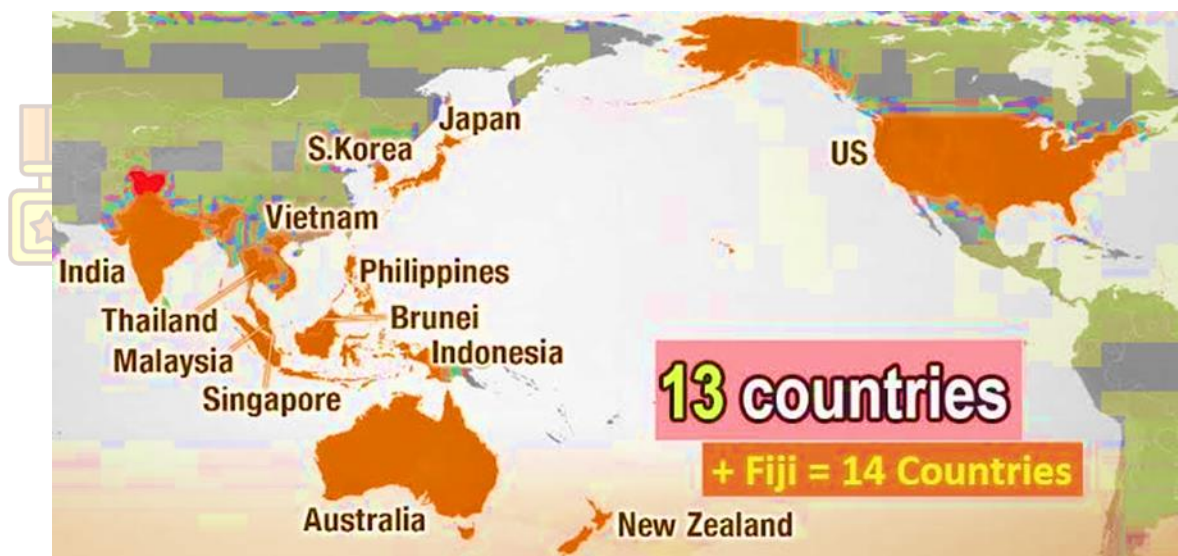 Japan
S.Korea
US
Vietnam
India
Philippines
Thailand
Brunei
Malaysia
Indonesia
Singapore
13 countries
+ Fiji = 14 Countries
Australia
New Zealand